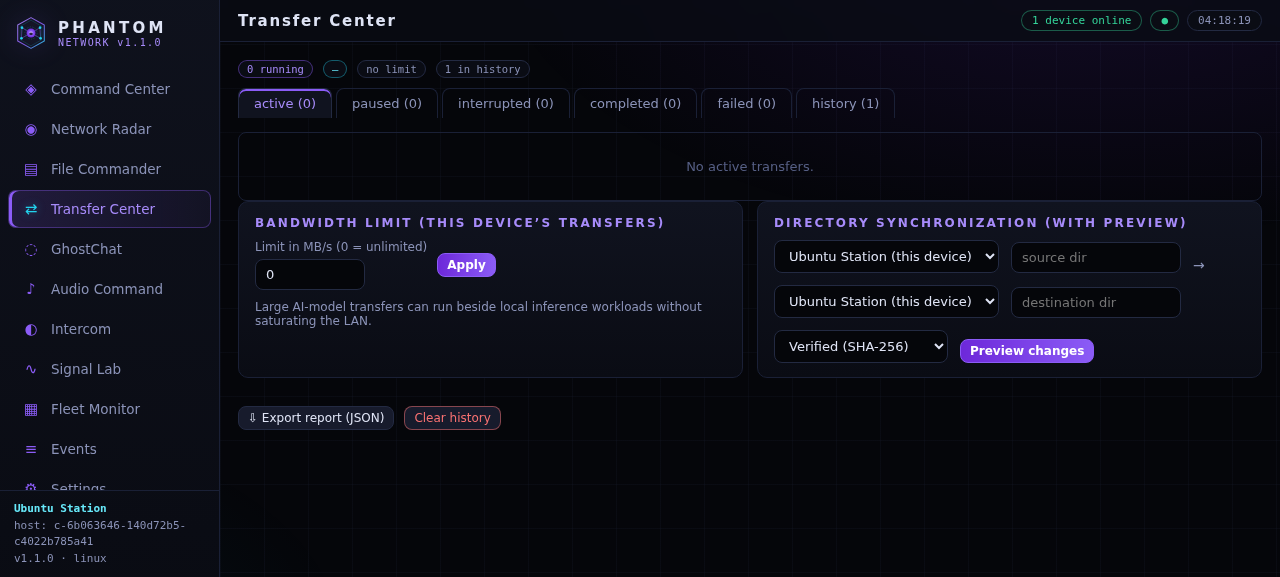 PHANTOM
NETWORK v1.1.0
Command Center
Network Radar
File Commander
Transfer Center
GhostChat
Audio Command
Intercom
Signal Lab
Fleet Monitor
Events
Settings
Ubuntu Station
host: c-6b063646-140d72b5-
c4022b785a41
v1.1.0 · linux
Transfer Center
1 device online
04:18:19
0 running
—
no limit
1 in history
active (0)
paused (0)
interrupted (0)
completed (0)
failed (0)
history (1)
No active transfers.
BANDWIDTH LIMIT (THIS DEVICE’S TRANSFERS)
Limit in MB/s (0 = unlimited)
0
Apply
Large AI-model transfers can run beside local inference workloads without
saturating the LAN.
DIRECTORY SYNCHRONIZATION (WITH PREVIEW)
Ubuntu Station (this device)
source dir
→
Ubuntu Station (this device)
destination dir
Verified (SHA-256)
Preview changes
⇩ Export report (JSON)
Clear history